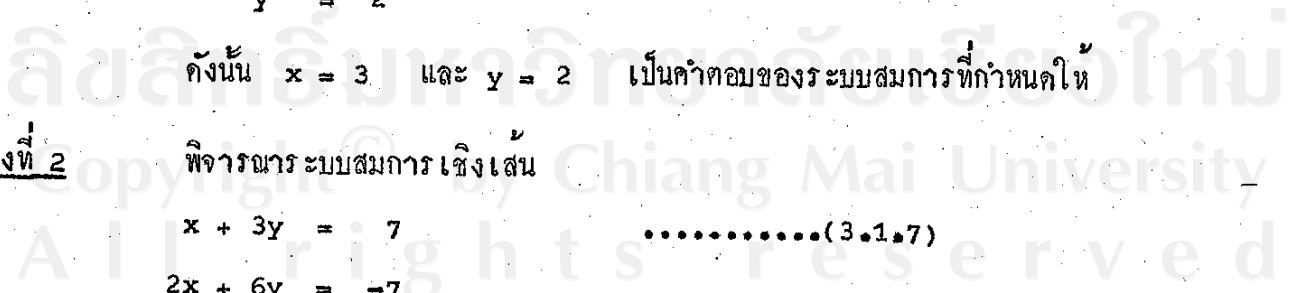 y = 2
ดังนั้น x = 3 และ y = 2 เป็นคำตอบของระบบสมการที่กำหนดให้
งที่ 2 พิจารณาระบบสมการเชิงเส้น
x + 3y = 7 ...........(3.1.7)
2x + 6y = -7
ลิขสิทธิ์มหาวิทยาลัยเชียงใหม่
Copyright © by Chiang Mai University
All rights reserved